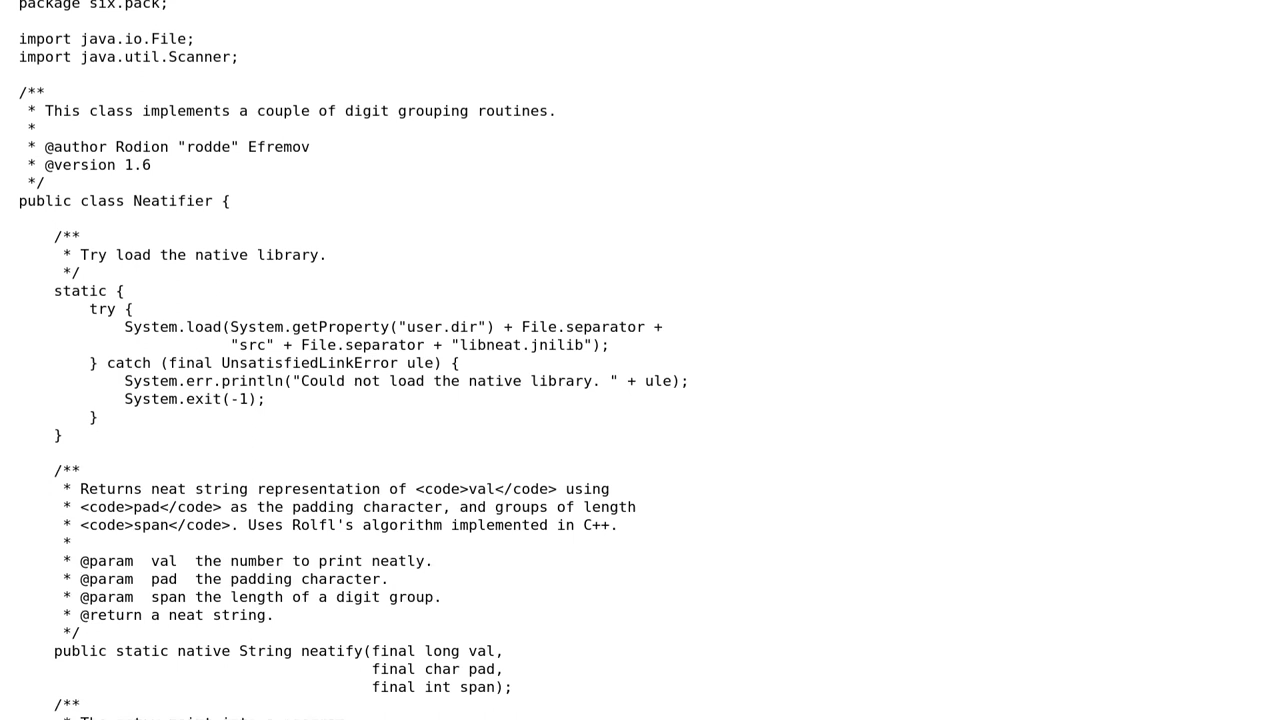 package six.pack;

import java.io.File;
import java.util.Scanner;

/**
 * This class implements a couple of digit grouping routines.
 *
 * @author Rodion "rodde" Efremov
 * @version 1.6
 */
public class Neatifier {

    /**
     * Try load the native library.
     */
    static {
        try {
            System.load(System.getProperty("user.dir") + File.separator +
                        "src" + File.separator + "libneat.jnilib");
        } catch (final UnsatisfiedLinkError ule) {
            System.err.println("Could not load the native library. " + ule);
            System.exit(-1);
        }
    }

    /**
     * Returns neat string representation of <code>val</code> using
     * <code>pad</code> as the padding character, and groups of length
     * <code>span</code>. Uses Rolfl's algorithm implemented in C++.
     *
     * @param  val  the number to print neatly.
     * @param  pad  the padding character.
     * @param  span the length of a digit group.
     * @return a neat string.
     */
    public static native String neatify(final long val,
                                        final char pad,
                                        final int span);
    /**